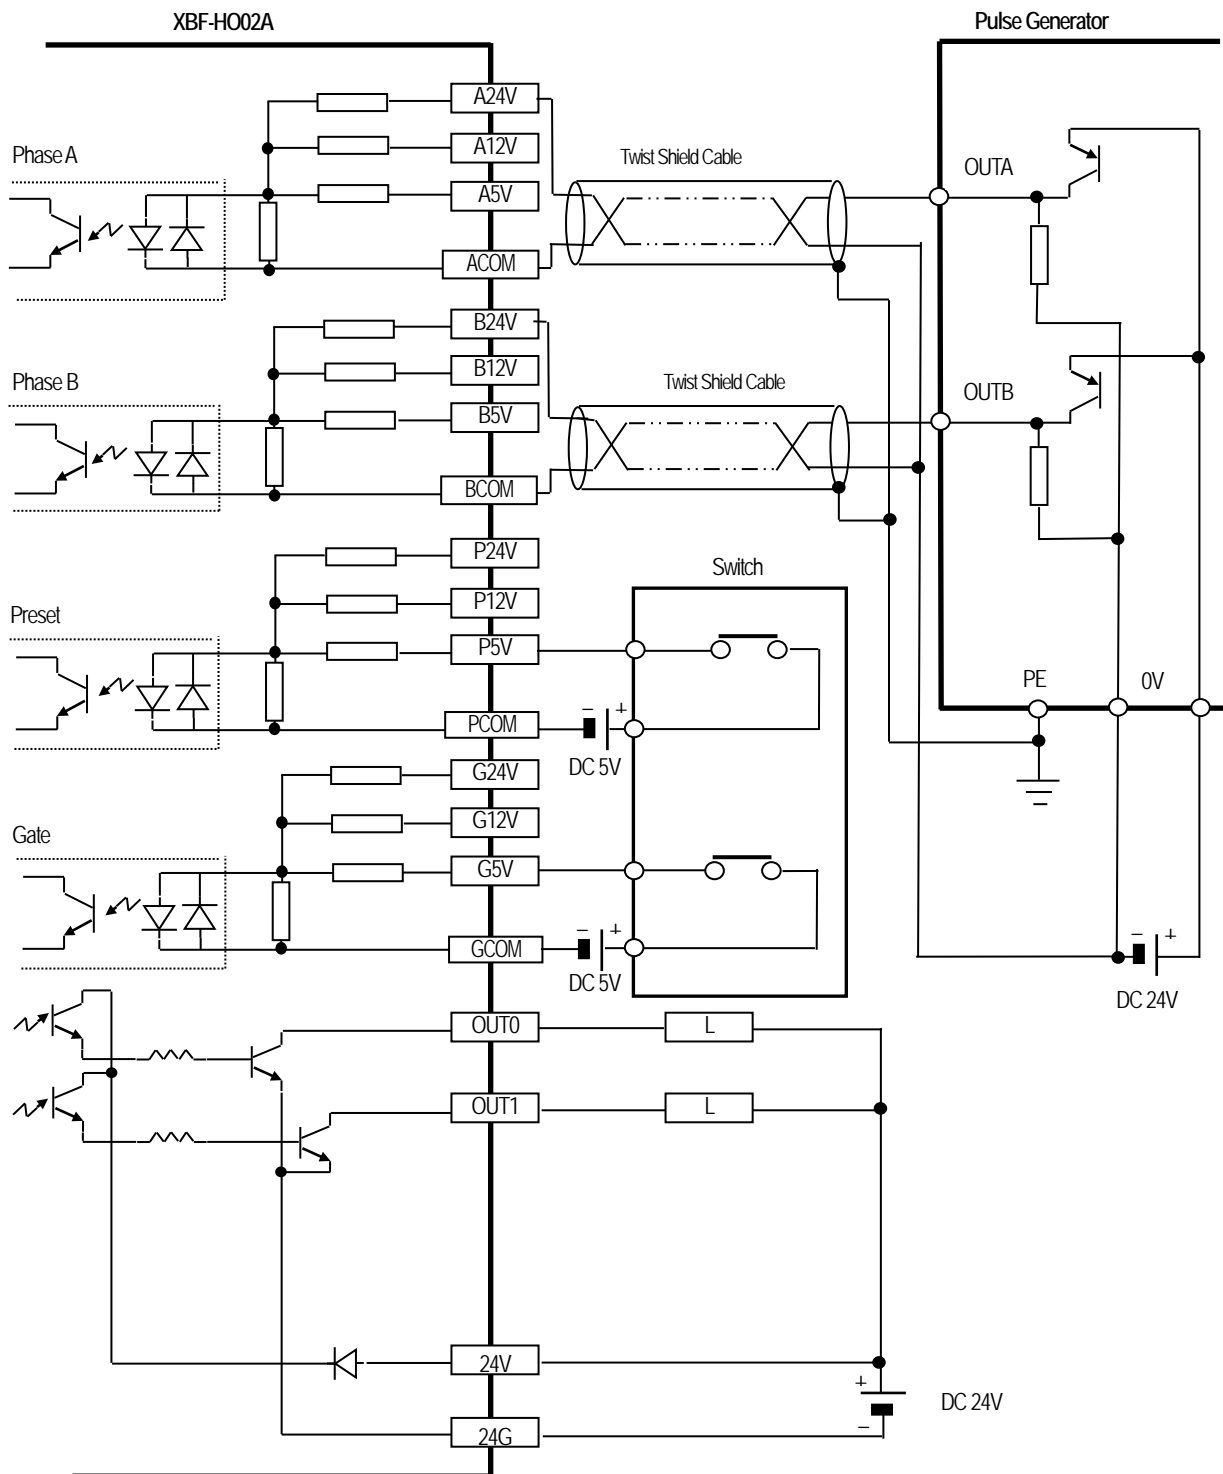 XBF-HO02A
Pulse Generator
A24V
A12V
Phase A
Twist Shield Cable
OUTA
A5V
ACOM
B24V
B12V
Phase B
Twist Shield Cable
OUTB
B5V
BCOM
P24V
Switch
P12V
Preset
P5V
PE
0V
PCOM
- +
DC 5V
G24V
G12V
Gate
G5V
GCOM
- +
DC 5V
- +
DC 24V
OUT0
L
OUT1
L
24V
+
DC 24V
-
24G